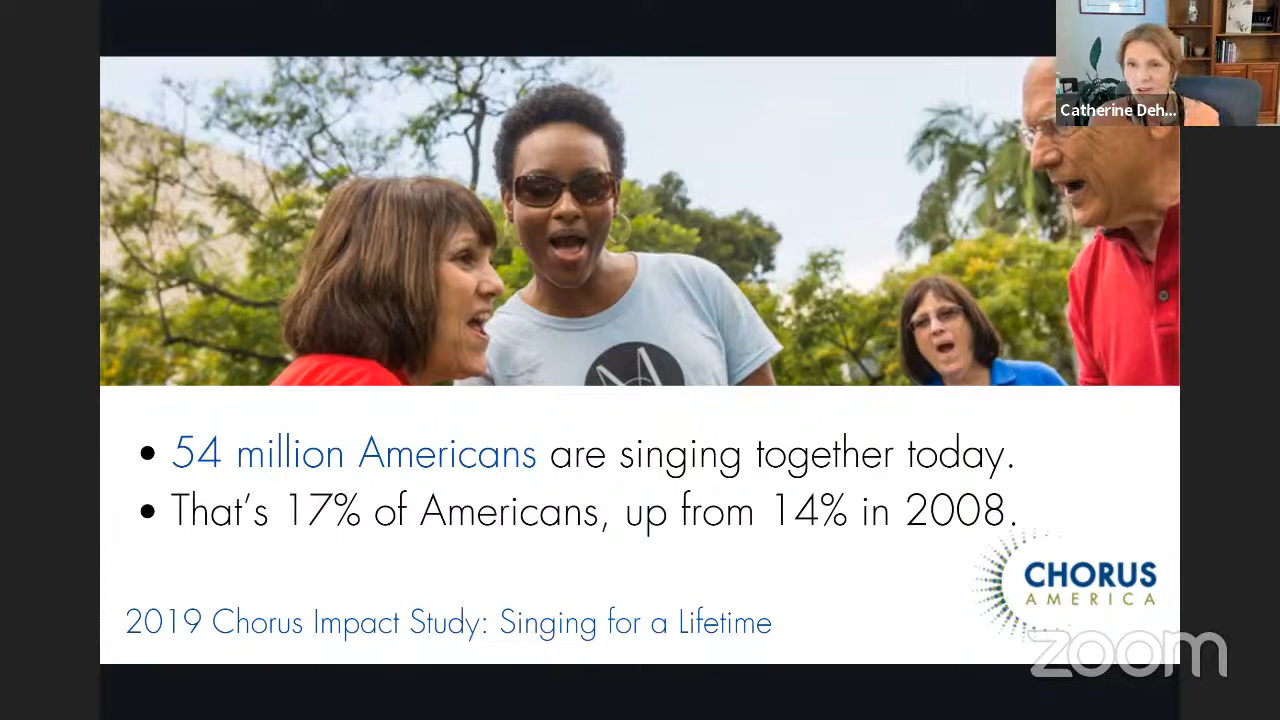 Catherine Deh...
• 54 million Americans are singing together today.
• That's 17% of Americans, up from 14% in 2008.
CHORUS
AMERICA
2019 Chorus Impact Study: Singing for a Lifetime
zoom